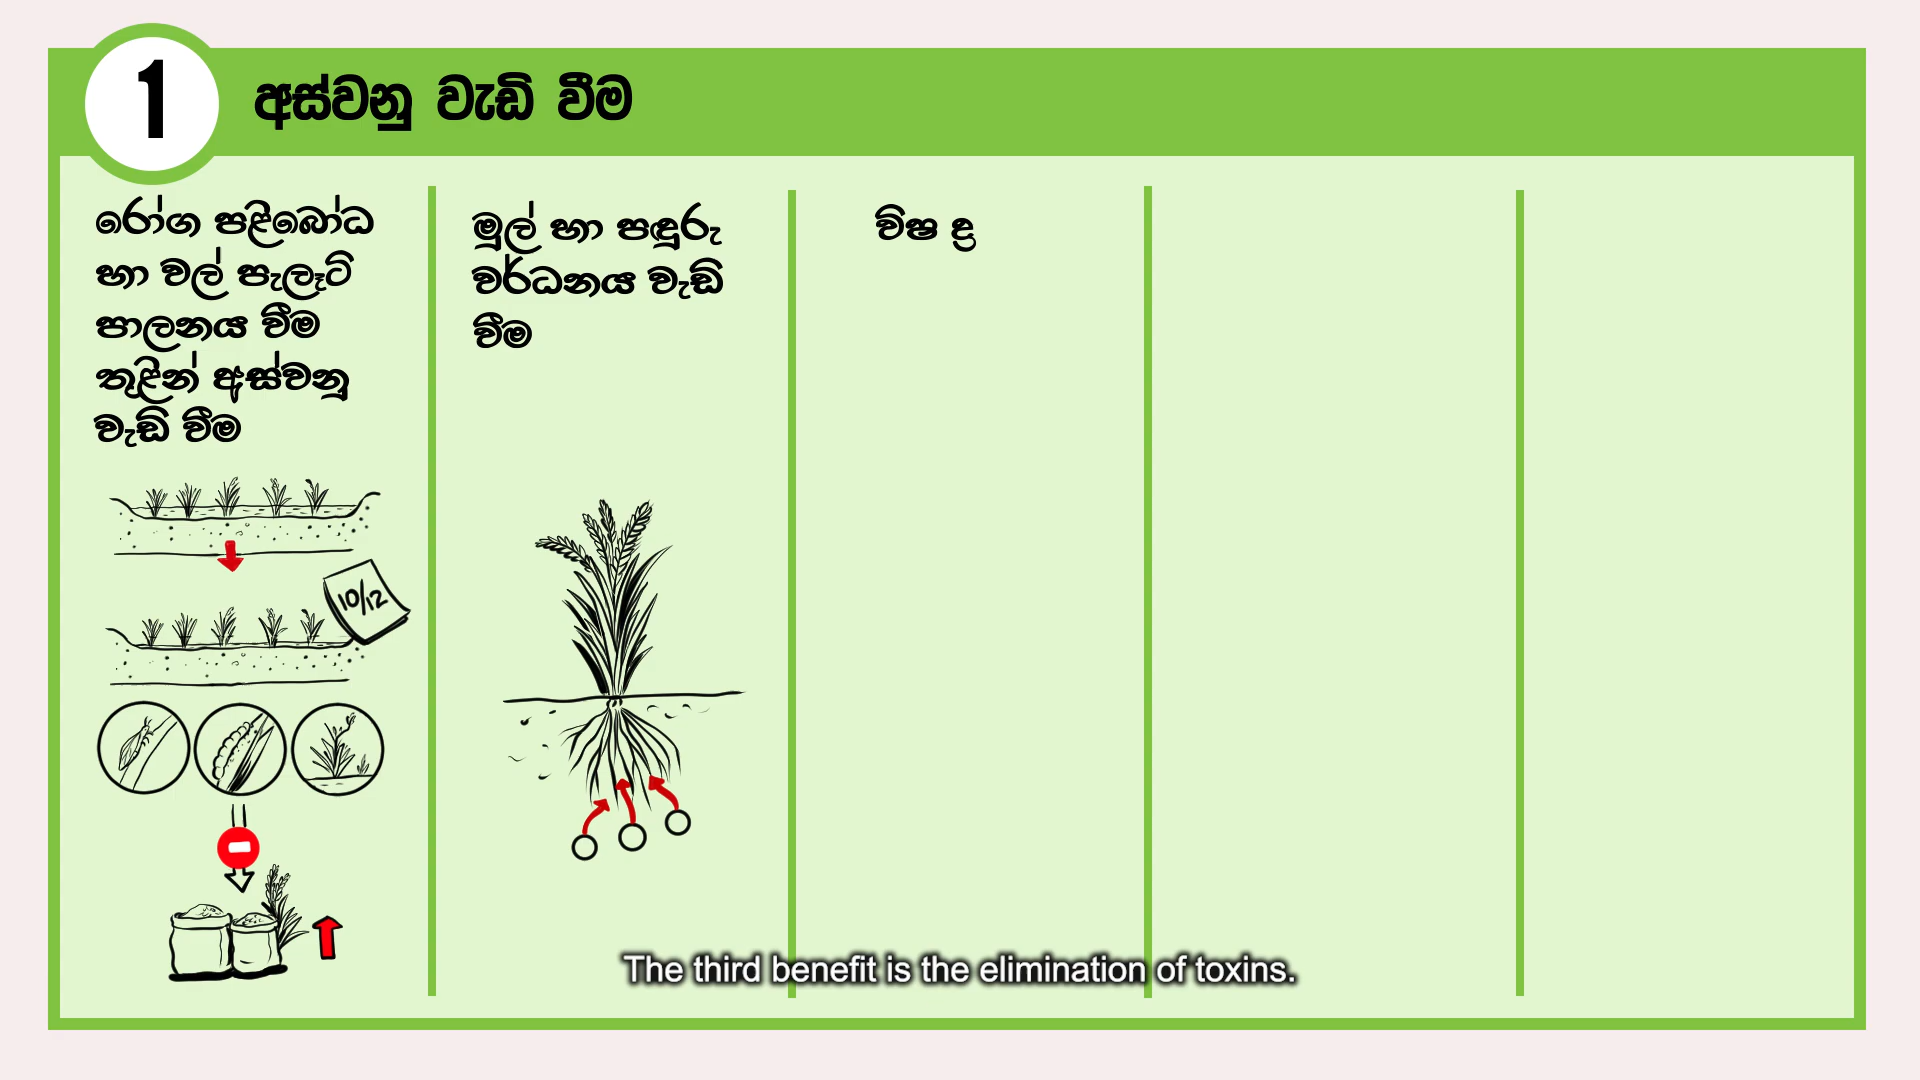 1
අස්වනු වැඩි වීම
රෝග පළිබෝධ
හා වල් පැලෑටි
පාලනය වීම
තුළින් අස්වනූ
වැඩි වීම
මූල් හා පඳුරු
වර්ධනය වැඩි
වීම
විෂ ද්‍ර
10/12
The third benefit is the elimination of toxins.